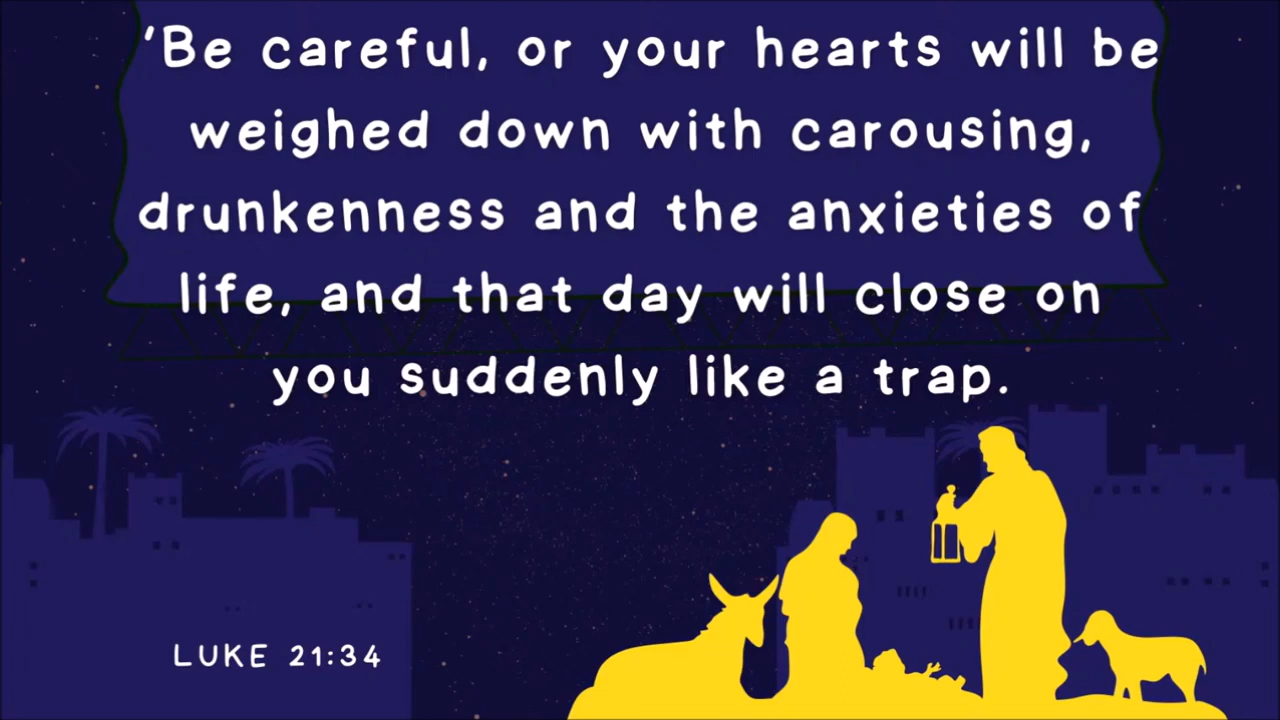 ‘Be careful, or your hearts will be
weighed down with carousing,
drunkenness and the anxieties of
life, and that day will close on
you suddenly like a trap.
LUKE 21:34